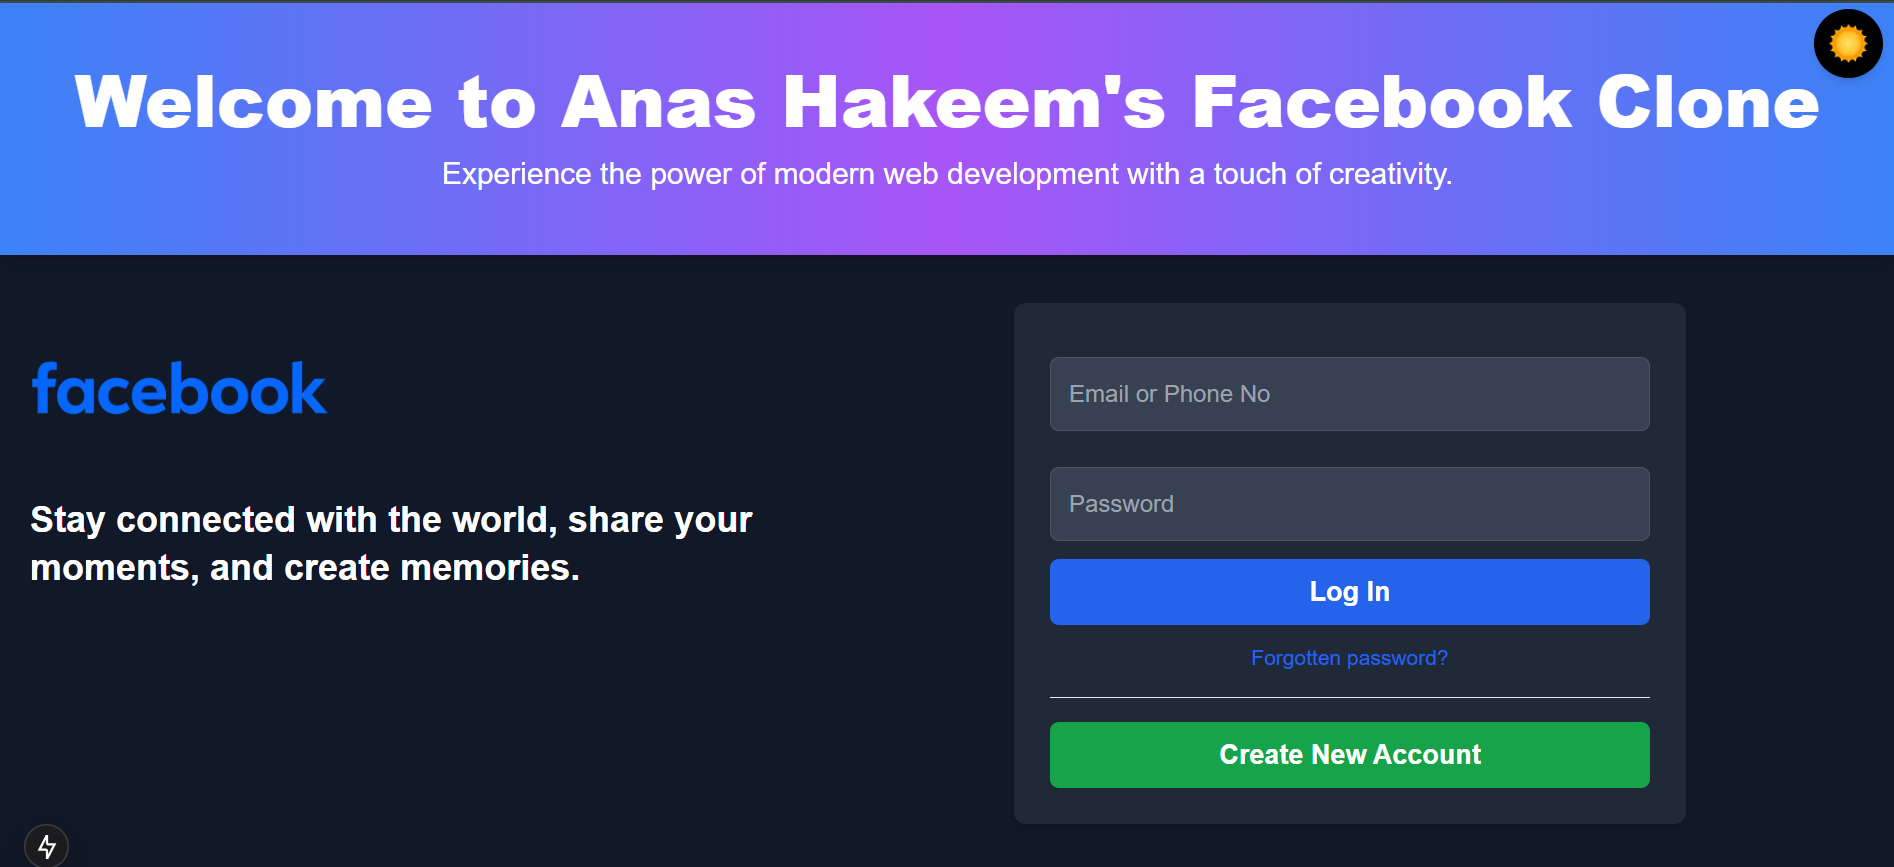 Welcome to Anas Hakeem's Facebook Clone
Experience the power of modern web development with a touch of creativity.
facebook
Stay connected with the world, share your
moments, and create memories.
Email or Phone No
Password
Log In
Forgotten password?
Create New Account